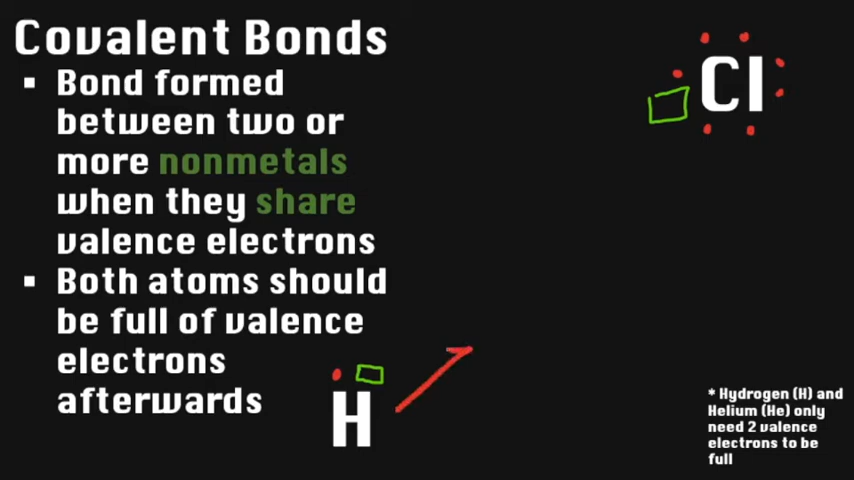 Covalent Bonds
▪ Bond formed
between two or
more nonmetals
when they share
valence electrons
▪ Both atoms should
be full of valence
electrons
afterwards
Cl
H
* Hydrogen (H) and
Helium (He) only
need 2 valence
electrons to be
full